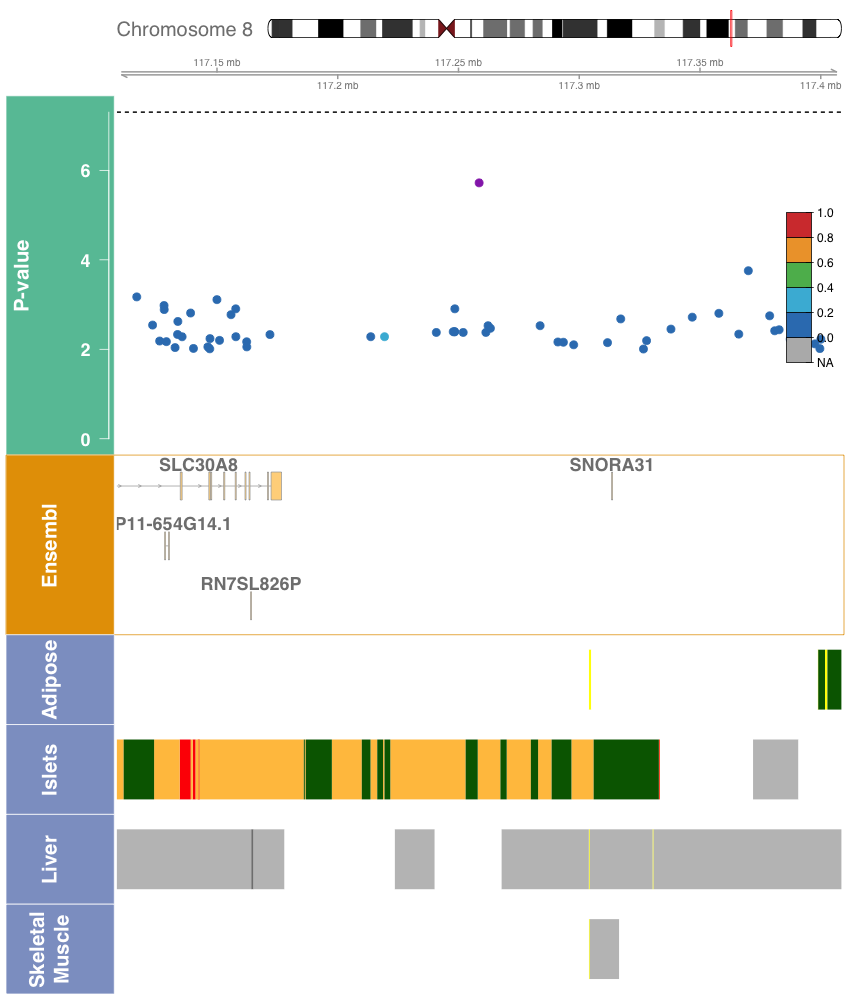 Chromosome 8
117.15 mb
117.25 mb
117.35 mb
117.2 mb
117.3 mb
117.4 mb
P-value
6
4
2
0
1.0
0.8
0.6
0.4
0.2
0.0
NA
Ensembl
SLC30A8
SNORA31
P11-654G14.1
RN7SL826P
Adipose
Islets
Liver
Skeletal
Muscle